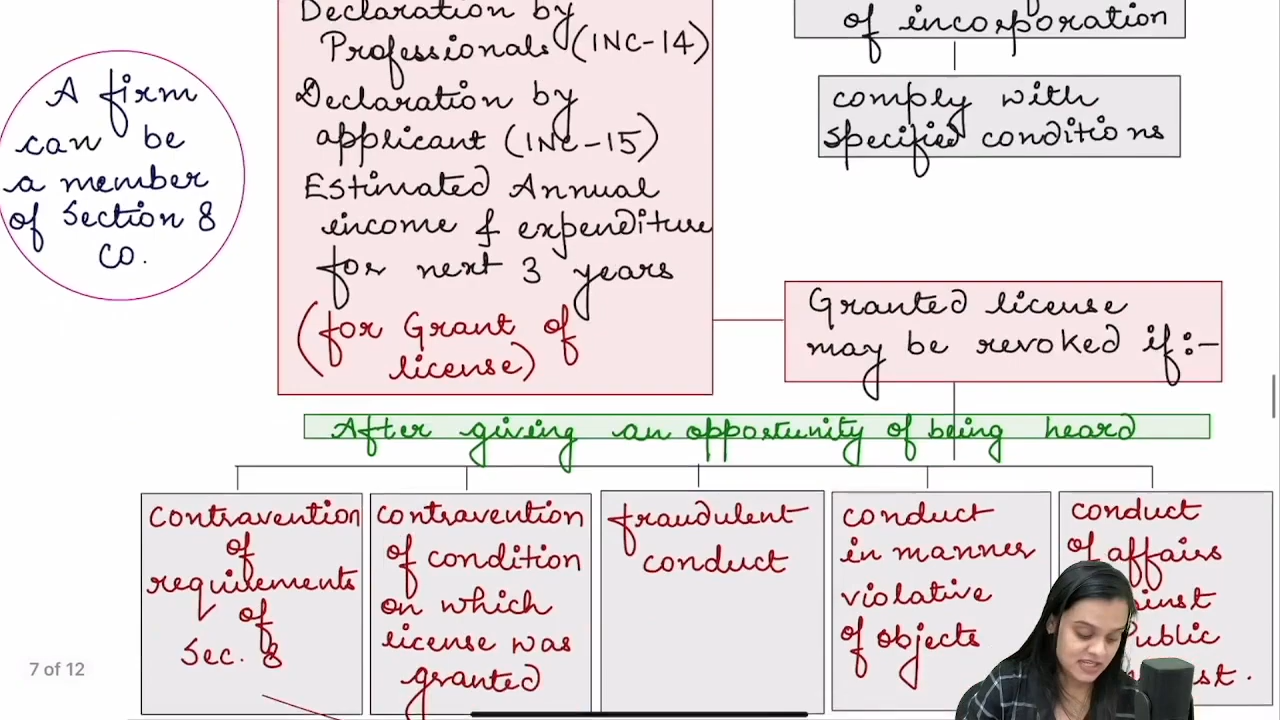 Declaration by
Professionals (INC-14)
Declaration by
applicant (INC-15)
Estimated Annual
income & expenditure
for next 3 years
(for Grant of
license)
of incorporation
comply with
specified conditions
A firm
can be
a member
of Section 8
Co.
Granted license
may be revoked if:-
After giving an opportunity of being heard
contravention
of
requirements
of
Sec. 8
contravention
of condition
on which
license was
granted
fraudulent
conduct
conduct
in manner
violative
of objects
conduct
of affairs
7 of 12